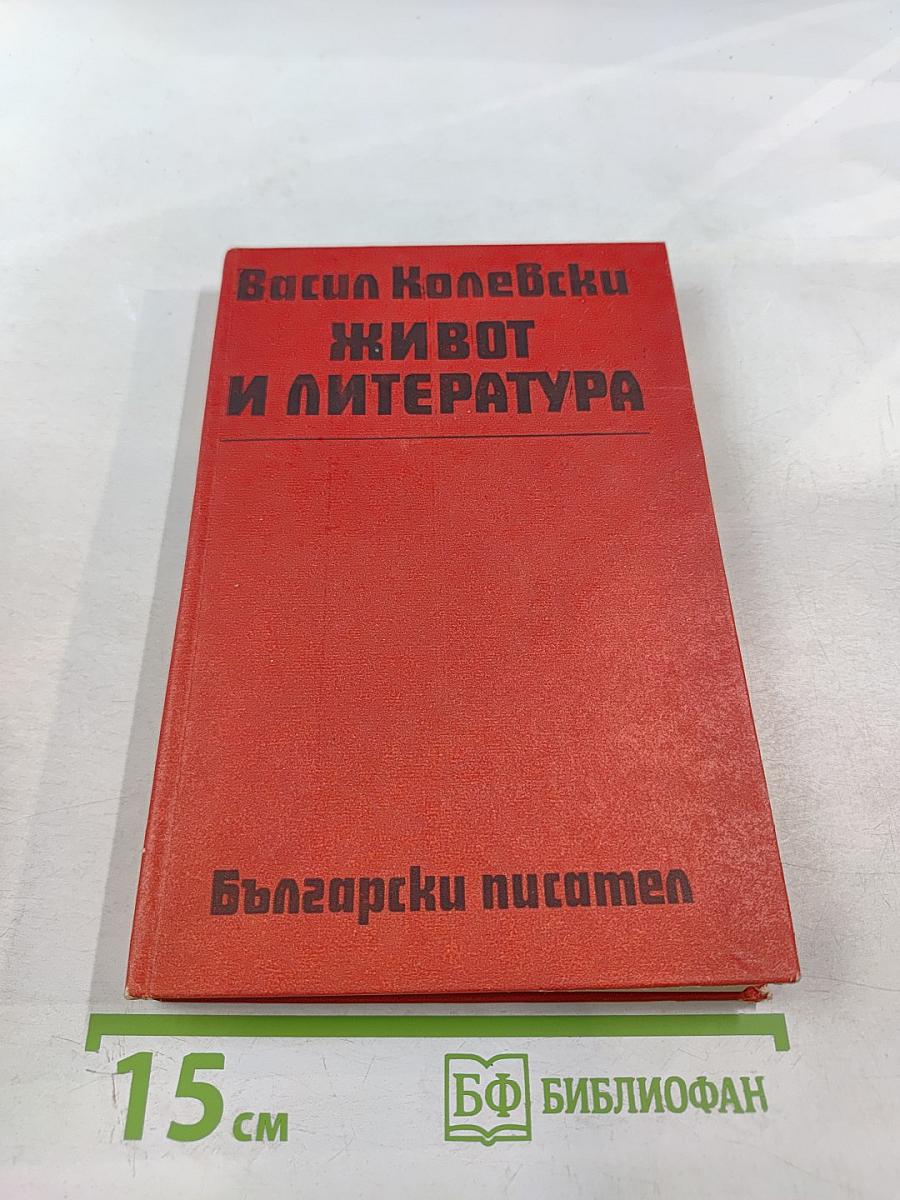 Васил Колевски
ЖИВОТ
И ЛИТЕРАТУРА
Български писател
15 см
БФ БИБЛИОФАН